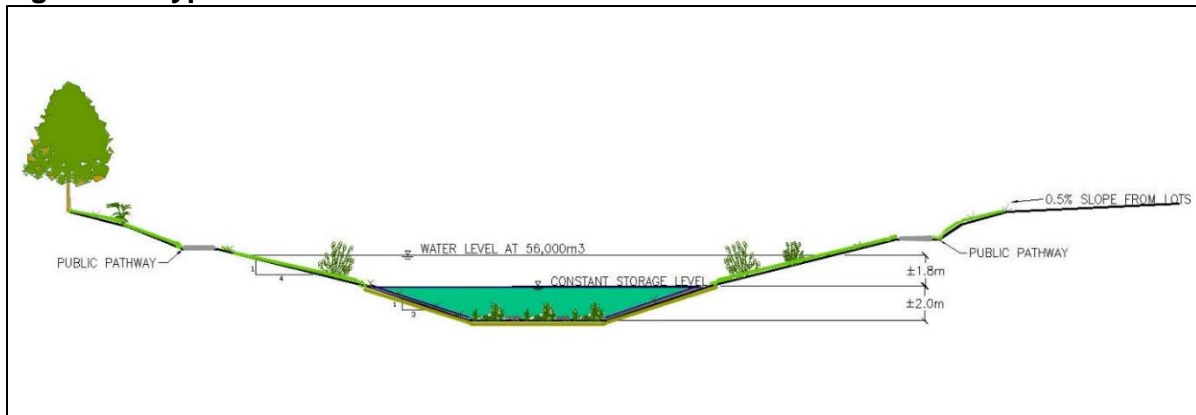 0.5% SLOPE FROM LOTS
WATER LEVEL AT 56,000m3
PUBLIC PATHWAY
PUBLIC PATHWAY
1
4
±1.8m
CONSTANT STORAGE LEVEL
±2.0m
1
3